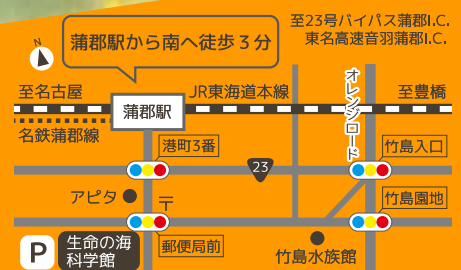 至23号バイパス蒲郡I.C.
東名高速音羽蒲郡I.C.
N
蒲郡駅から南へ徒歩3分
至名古屋
JR東海道本線
オレンジロード
至豊橋
蒲郡駅
名鉄蒲郡線
港町3番
23
竹島入口
アピタ
〒
竹島園地
P
生命の海
科学館
郵便局前
竹島水族館